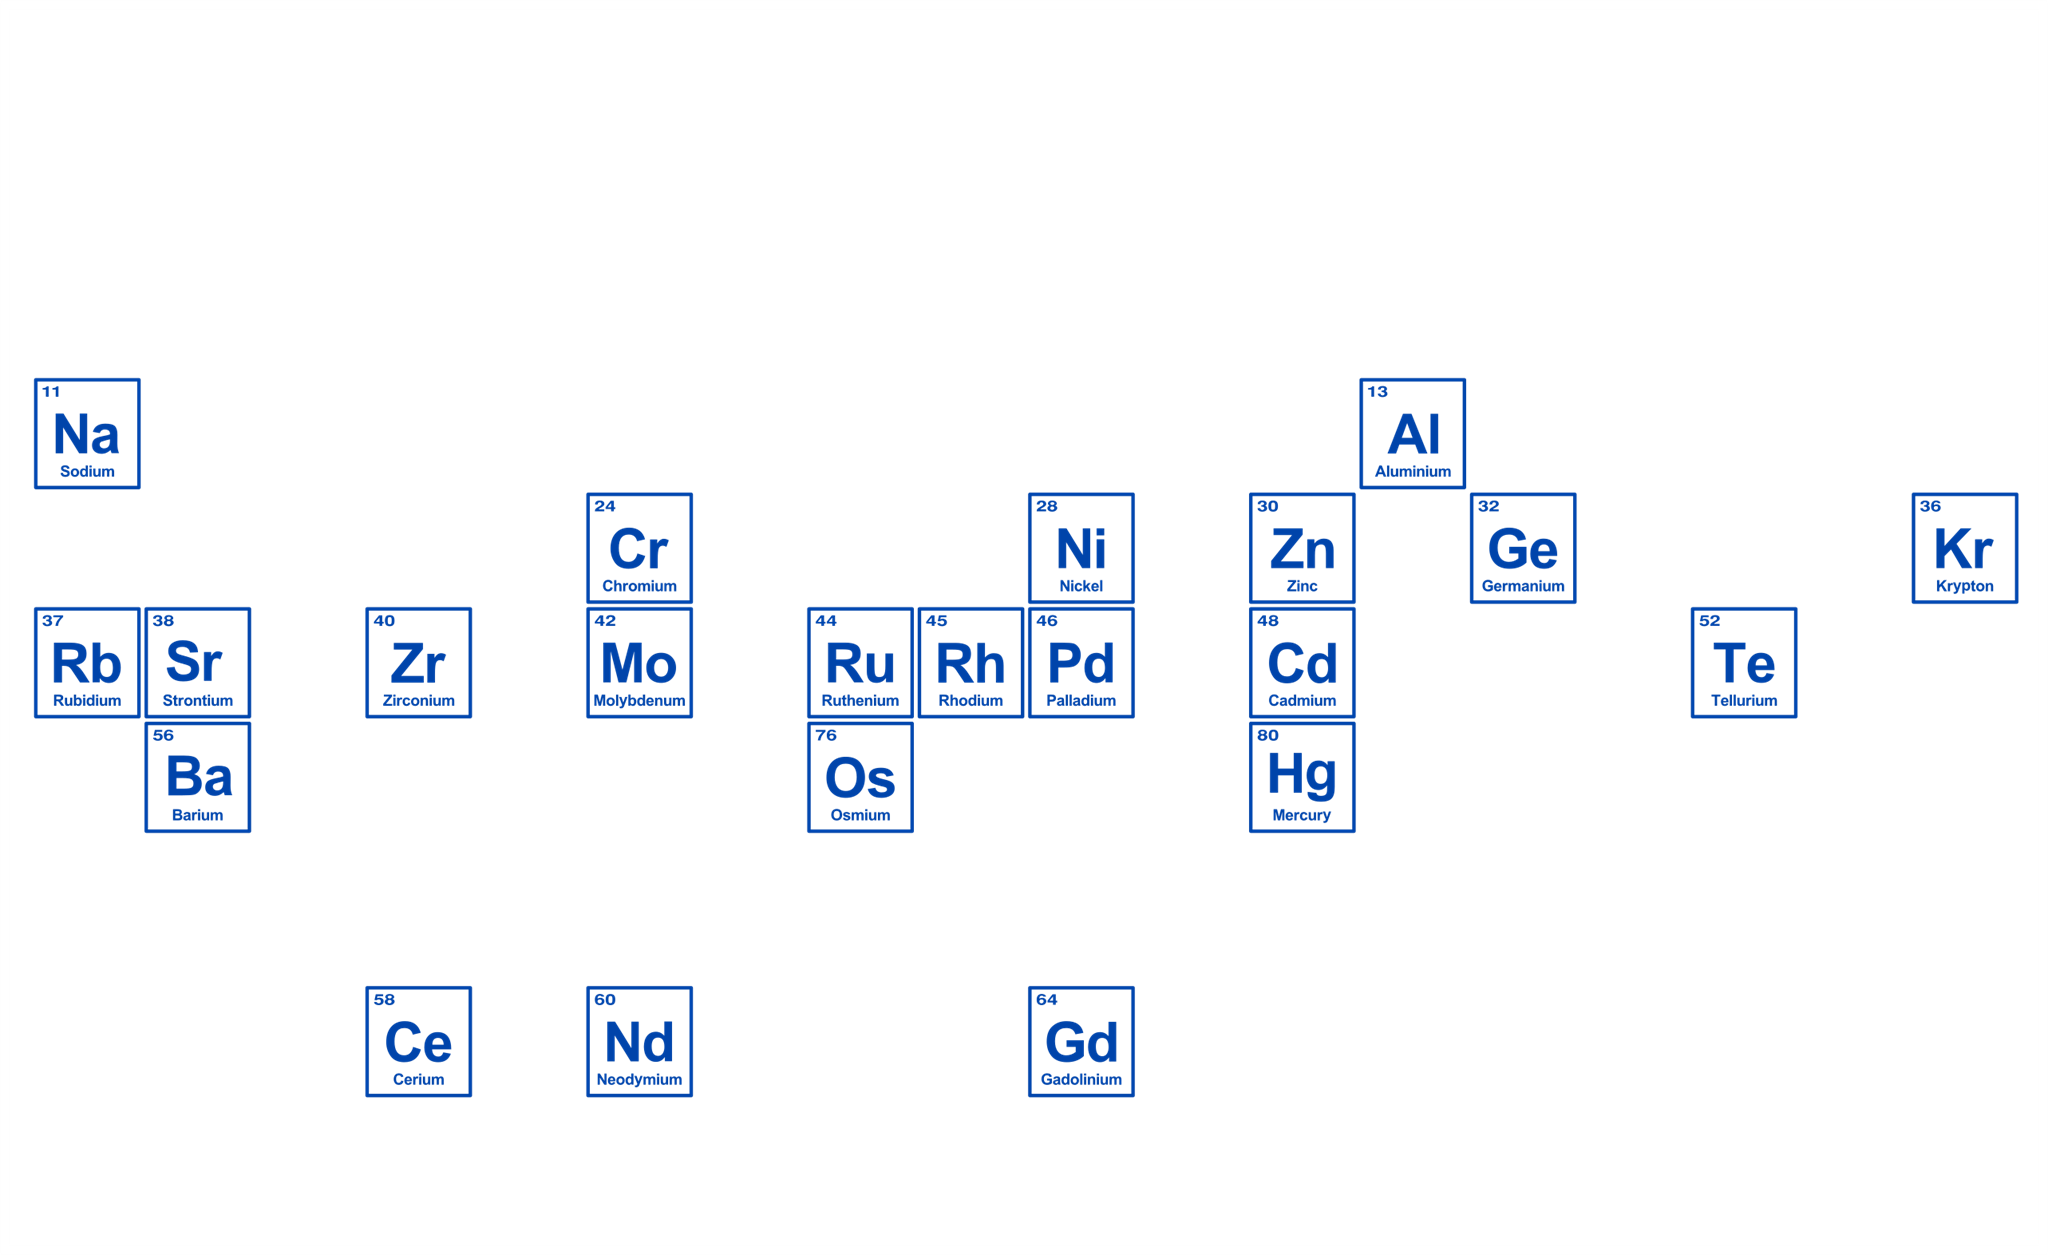 11
Na
Sodium
13
Al
Aluminium
24
Cr
Chromium
28
Ni
Nickel
30
Zn
Zinc
32
Ge
Germanium
36
Kr
Krypton
37
Rb
Rubidium
38
Sr
Strontium
40
Zr
Zirconium
42
Mo
Molybdenum
44
Ru
Ruthenium
45
Rh
Rhodium
46
Pd
Palladium
48
Cd
Cadmium
52
Te
Tellurium
56
Ba
Barium
76
Os
Osmium
80
Hg
Mercury
58
Ce
Cerium
60
Nd
Neodymium
64
Gd
Gadolinium